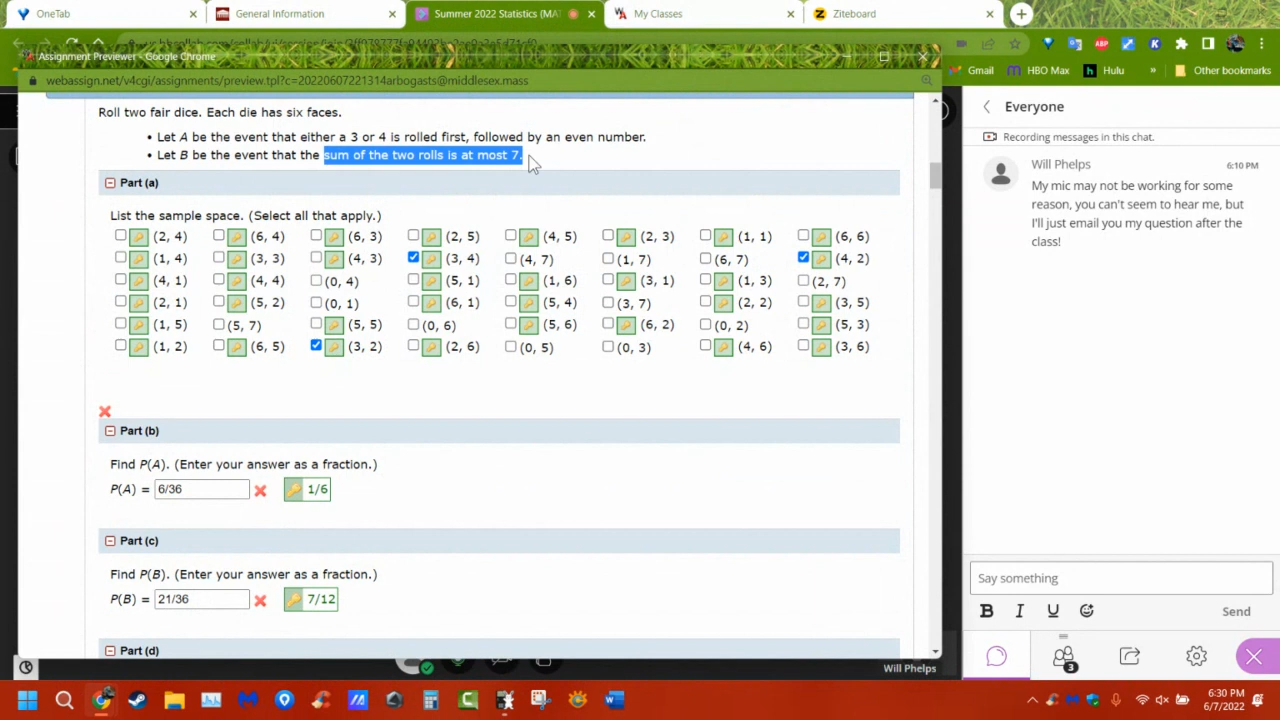 OneTab
General Information
Summer 2022 Statistics (MA
My Classes
Ziteboard
Assignment Previewer - Google Chrome
Gmail
HBO Max
Hulu
»
Other bookmarks
webassign.net/v4cgi/assignments/preview.tpl?c=20220607221314arbogasts@middlesex.mass
Roll two fair dice. Each die has six faces.
• Let A be the event that either a 3 or 4 is rolled first, followed by an even number.
• Let B be the event that the sum of the two rolls is at most 7.
Part (a)
List the sample space. (Select all that apply.)
(2, 4) (6, 4) (6, 3) (2, 5) (4, 5) (2, 3) (1, 1) (6, 6)
(1, 4) (3, 3) (4, 3) (3, 4) (4, 7) (1, 7) (6, 7) (4, 2)
(4, 1) (4, 4) (0, 4) (5, 1) (1, 6) (3, 1) (1, 3) (2, 7)
(2, 1) (5, 2) (0, 1) (6, 1) (5, 4) (3, 7) (2, 2) (3, 5)
(1, 5) (5, 7) (5, 5) (0, 6) (5, 6) (6, 2) (0, 2) (5, 3)
(1, 2) (6, 5) (3, 2) (2, 6) (0, 5) (0, 3) (4, 6) (3, 6)
Part (b)
Find P(A). (Enter your answer as a fraction.)
P(A) = 6/36 1/6
Part (c)
Find P(B). (Enter your answer as a fraction.)
P(B) = 21/36 7/12
Part (d)
Everyone
Recording messages in this chat.
Will Phelps 6:10 PM
My mic may not be working for some
reason, you can't seem to hear me, but
I'll just email you my question after the
class!
Say something
B I U Send
3
Will Phelps
6:30 PM
6/7/2022